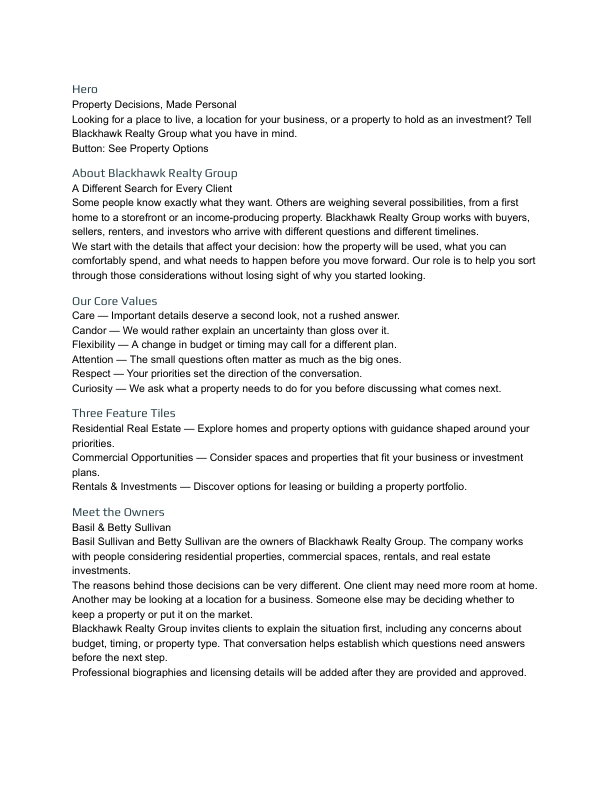 Hero
Property Decisions, Made Personal
Looking for a place to live, a location for your business, or a property to hold as an investment? Tell
Blackhawk Realty Group what you have in mind.
Button: See Property Options
About Blackhawk Realty Group
A Different Search for Every Client
Some people know exactly what they want. Others are weighing several possibilities, from a first
home to a storefront or an income-producing property. Blackhawk Realty Group works with buyers,
sellers, renters, and investors who arrive with different questions and different timelines.
We start with the details that affect your decision: how the property will be used, what you can
comfortably spend, and what needs to happen before you move forward. Our role is to help you sort
through those considerations without losing sight of why you started looking.
Our Core Values
Care — Important details deserve a second look, not a rushed answer.
Candor — We would rather explain an uncertainty than gloss over it.
Flexibility — A change in budget or timing may call for a different plan.
Attention — The small questions often matter as much as the big ones.
Respect — Your priorities set the direction of the conversation.
Curiosity — We ask what a property needs to do for you before discussing what comes next.
Three Feature Tiles
Residential Real Estate — Explore homes and property options with guidance shaped around your
priorities.
Commercial Opportunities — Consider spaces and properties that fit your business or investment
plans.
Rentals & Investments — Discover options for leasing or building a property portfolio.
Meet the Owners
Basil & Betty Sullivan
Basil Sullivan and Betty Sullivan are the owners of Blackhawk Realty Group. The company works
with people considering residential properties, commercial spaces, rentals, and real estate
investments.
The reasons behind those decisions can be very different. One client may need more room at home.
Another may be looking at a location for a business. Someone else may be deciding whether to
keep a property or put it on the market.
Blackhawk Realty Group invites clients to explain the situation first, including any concerns about
budget, timing, or property type. That conversation helps establish which questions need answers
before the next step.
Professional biographies and licensing details will be added after they are provided and approved.